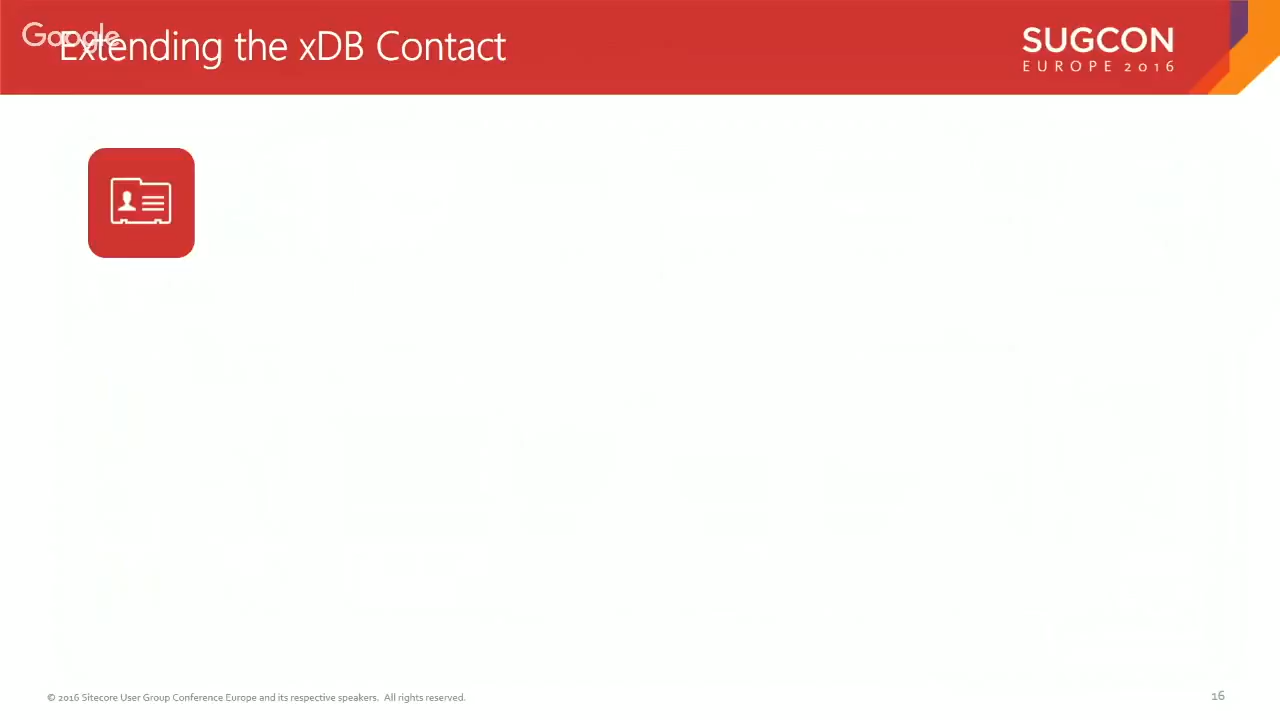 Google
Extending the xDB Contact
SUGCON
EUROPE 2016
© 2016 Sitecore User Group Conference Europe and its respective speakers. All rights reserved.
16